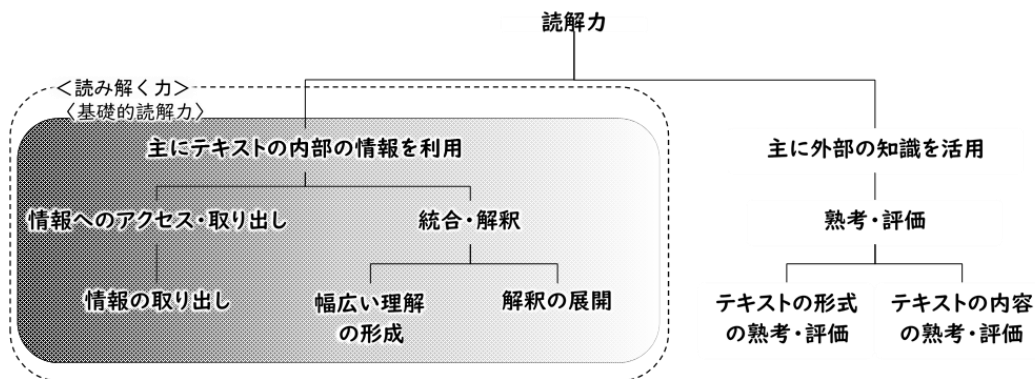 読解力
＜読み解く力＞
〈基礎的読解力〉
主にテキストの内部の情報を利用
主に外部の知識を活用
情報へのアクセス・取り出し
統合・解釈
熟考・評価
情報の取り出し
幅広い理解
の形成
解釈の展開
テキストの形式
の熟考・評価
テキストの内容
の熟考・評価